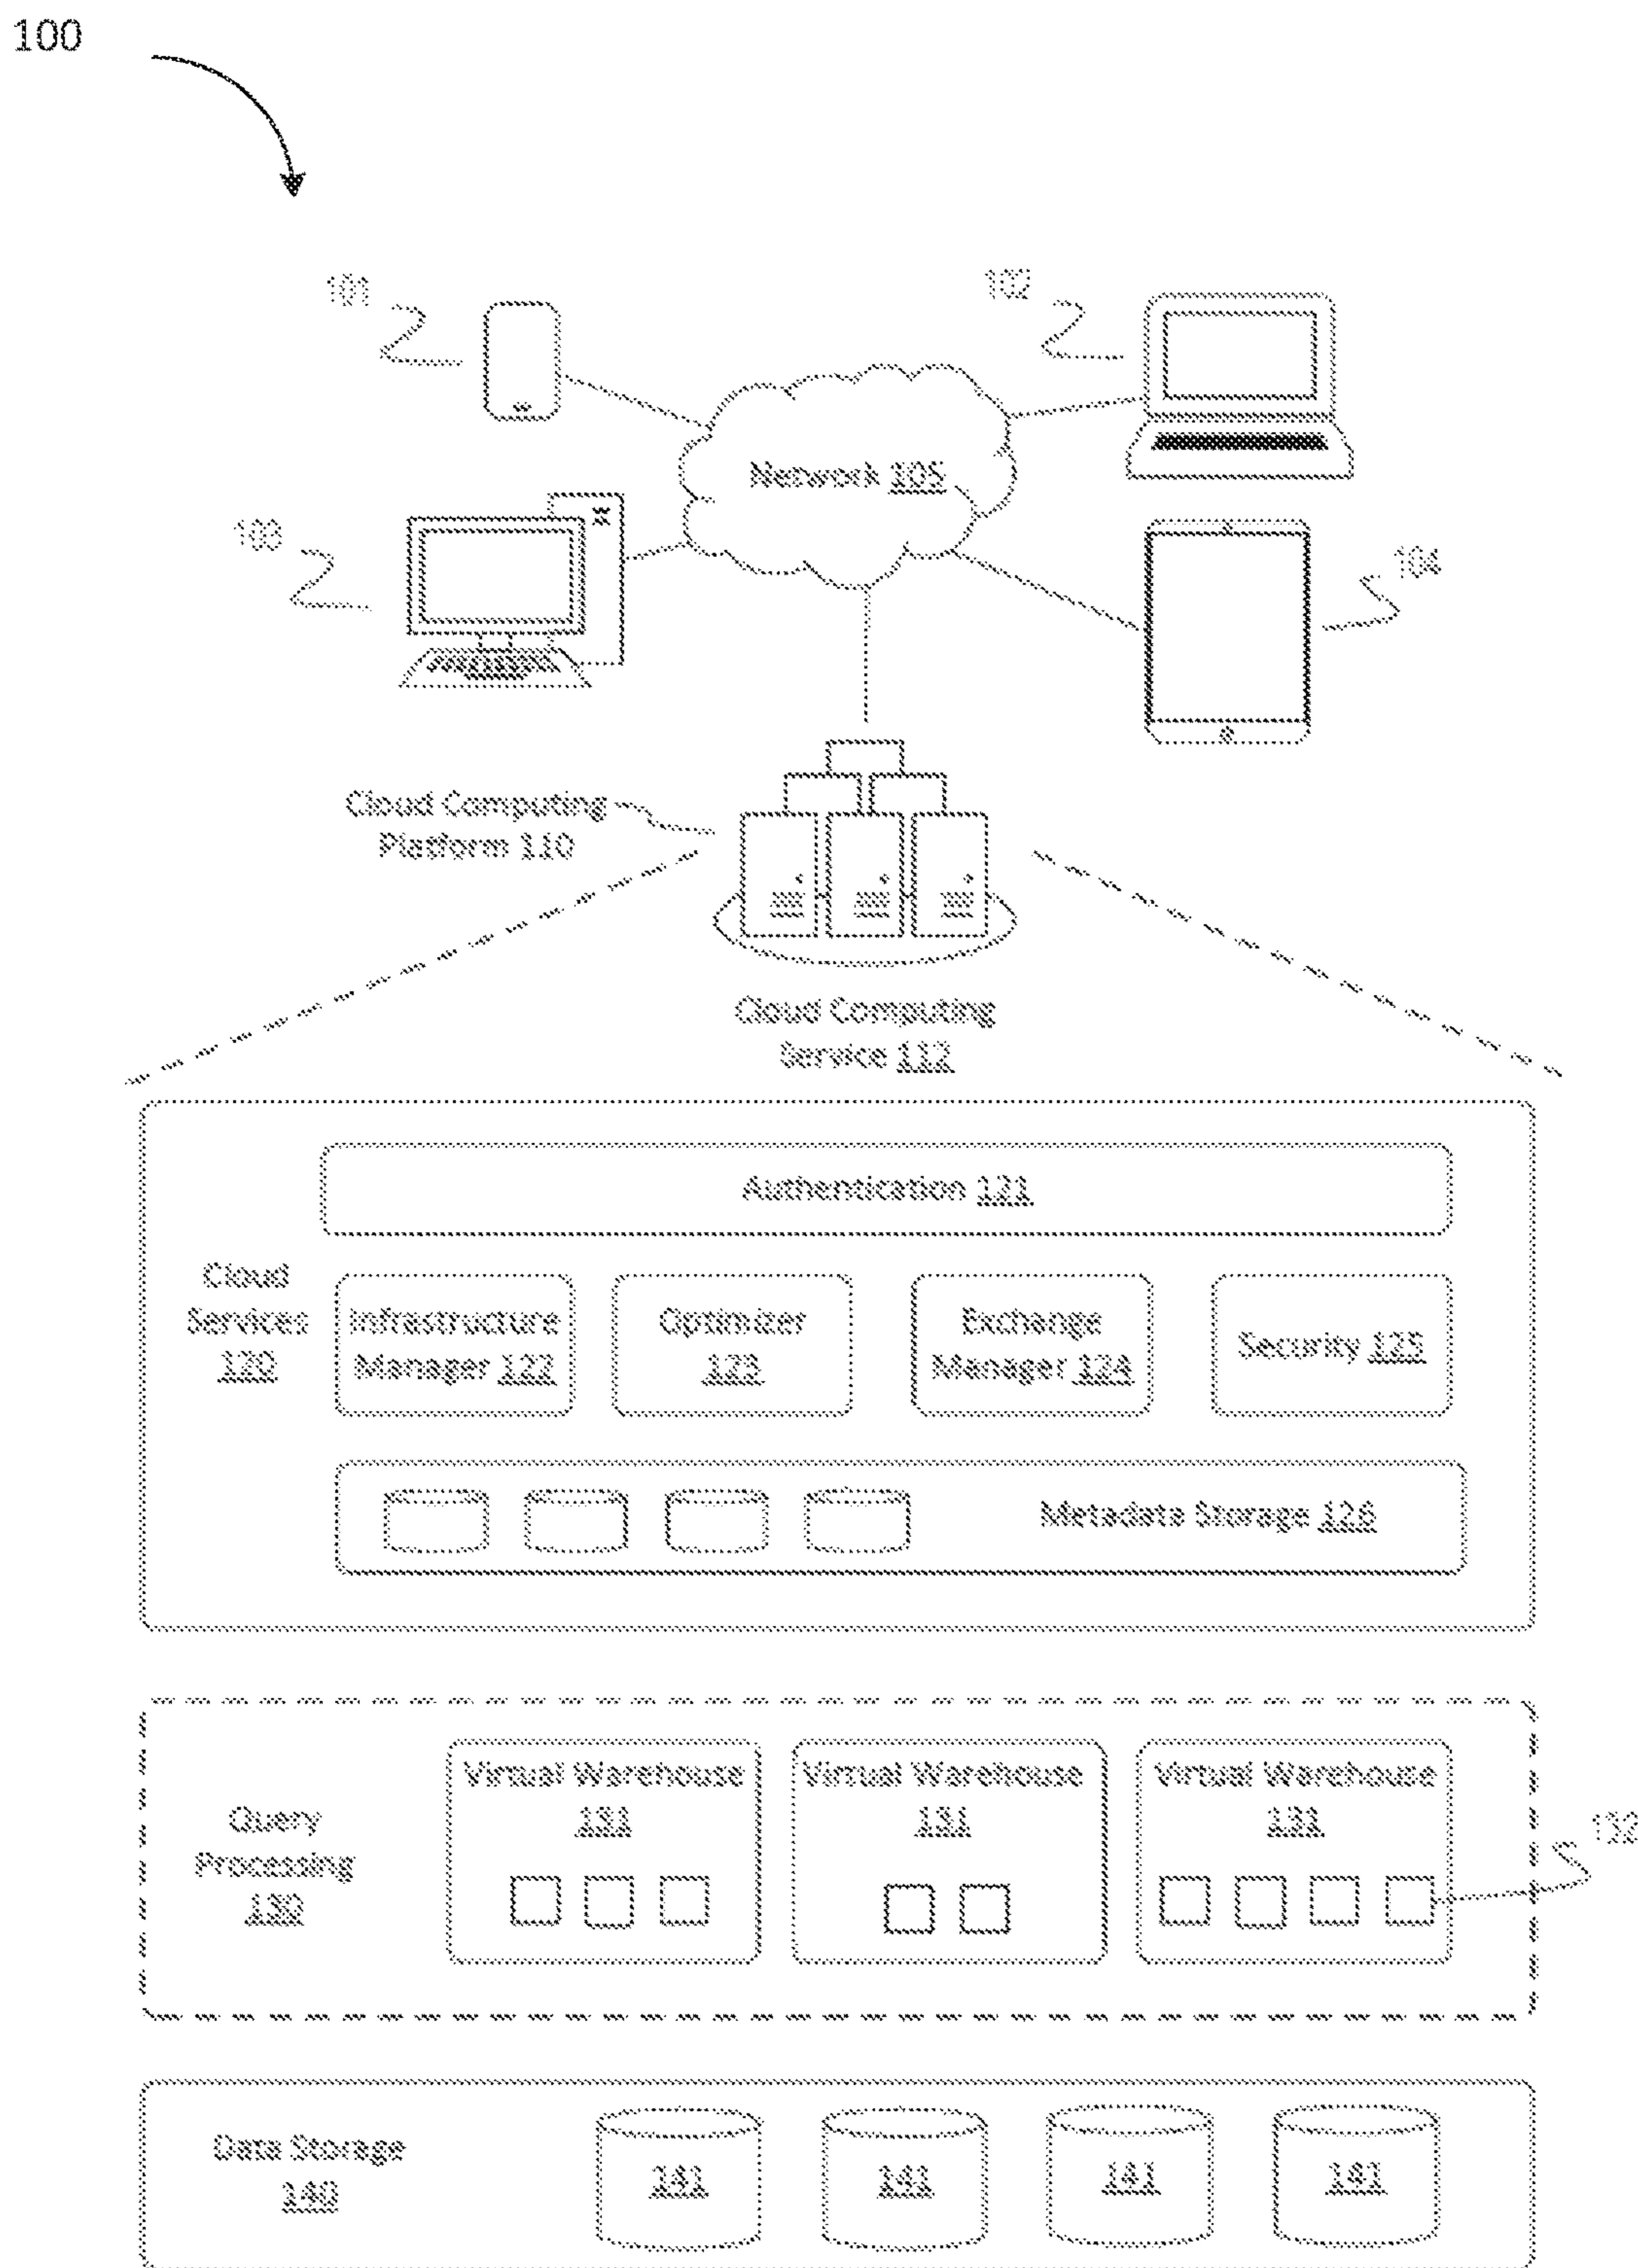 100
101
102
Network 105
103
104
Cloud Computing
Platform 110
Cloud Computing
Service 112
Authentication 121
Cloud
Services
120
Infrastructure
Manager 122
Optimizer
123
Exchange
Manager 124
Security 125
Metadata Storage 126
Query
Processing
130
Virtual Warehouse
131
Virtual Warehouse
131
Virtual Warehouse
131
132
Data Storage
140
141
141
141
141